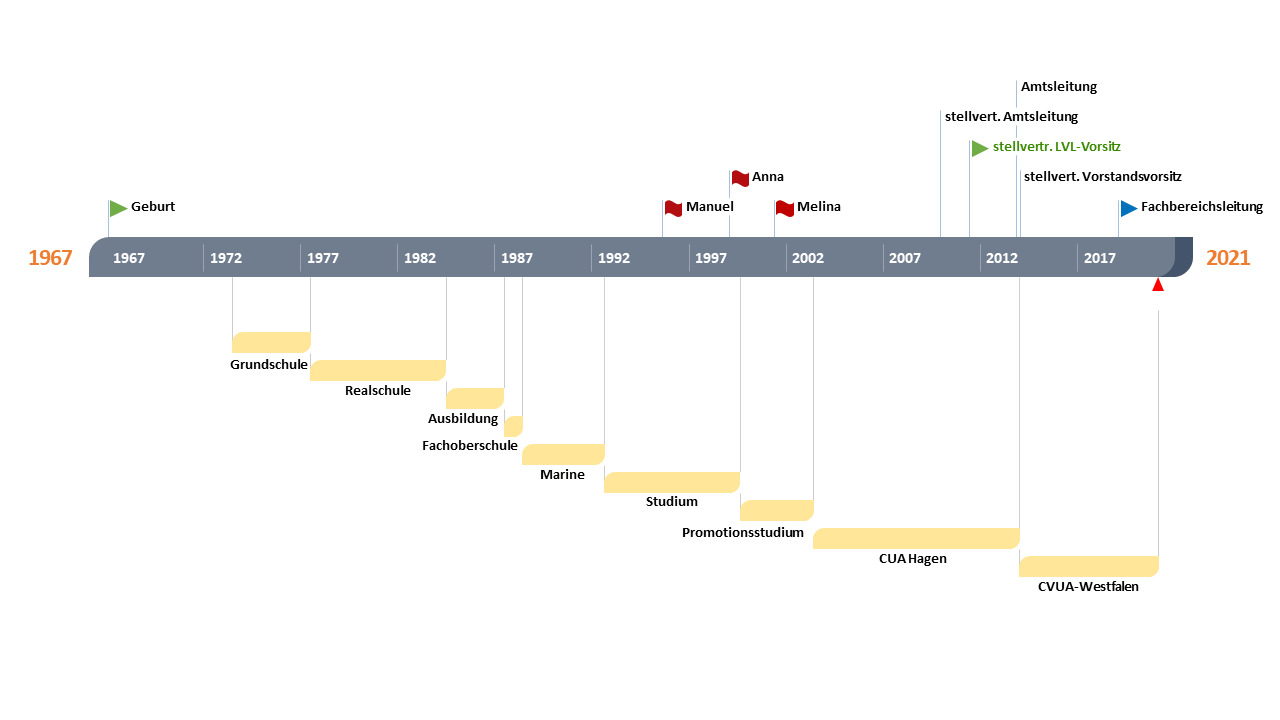 Amtsleitung
stellvert. Amtsleitung
stellvertr. LVL-Vorsitz
Anna
stellvert. Vorstandsvorsitz
Geburt
Manuel
Melina
Fachbereichsleitung
1967
1967 1972 1977 1982 1987 1992 1997 2002 2007 2012 2017
2021
Grundschule
Realschule
Ausbildung
Fachoberschule
Marine
Studium
Promotionsstudium
CUA Hagen
CVUA-Westfalen